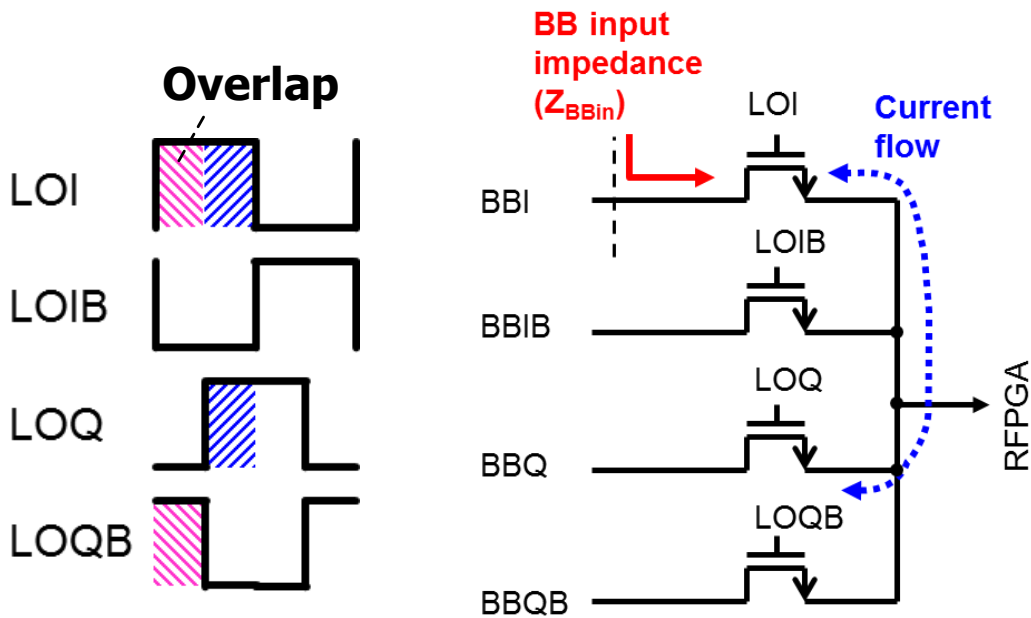 Overlap
LOI
LOIB
LOQ
LOQB
BB input
impedance
(Z_BBin)
LOI
Current
flow
BBI
LOIB
BBIB
LOQ
BBQ
LOQB
BBQB
RFPGA